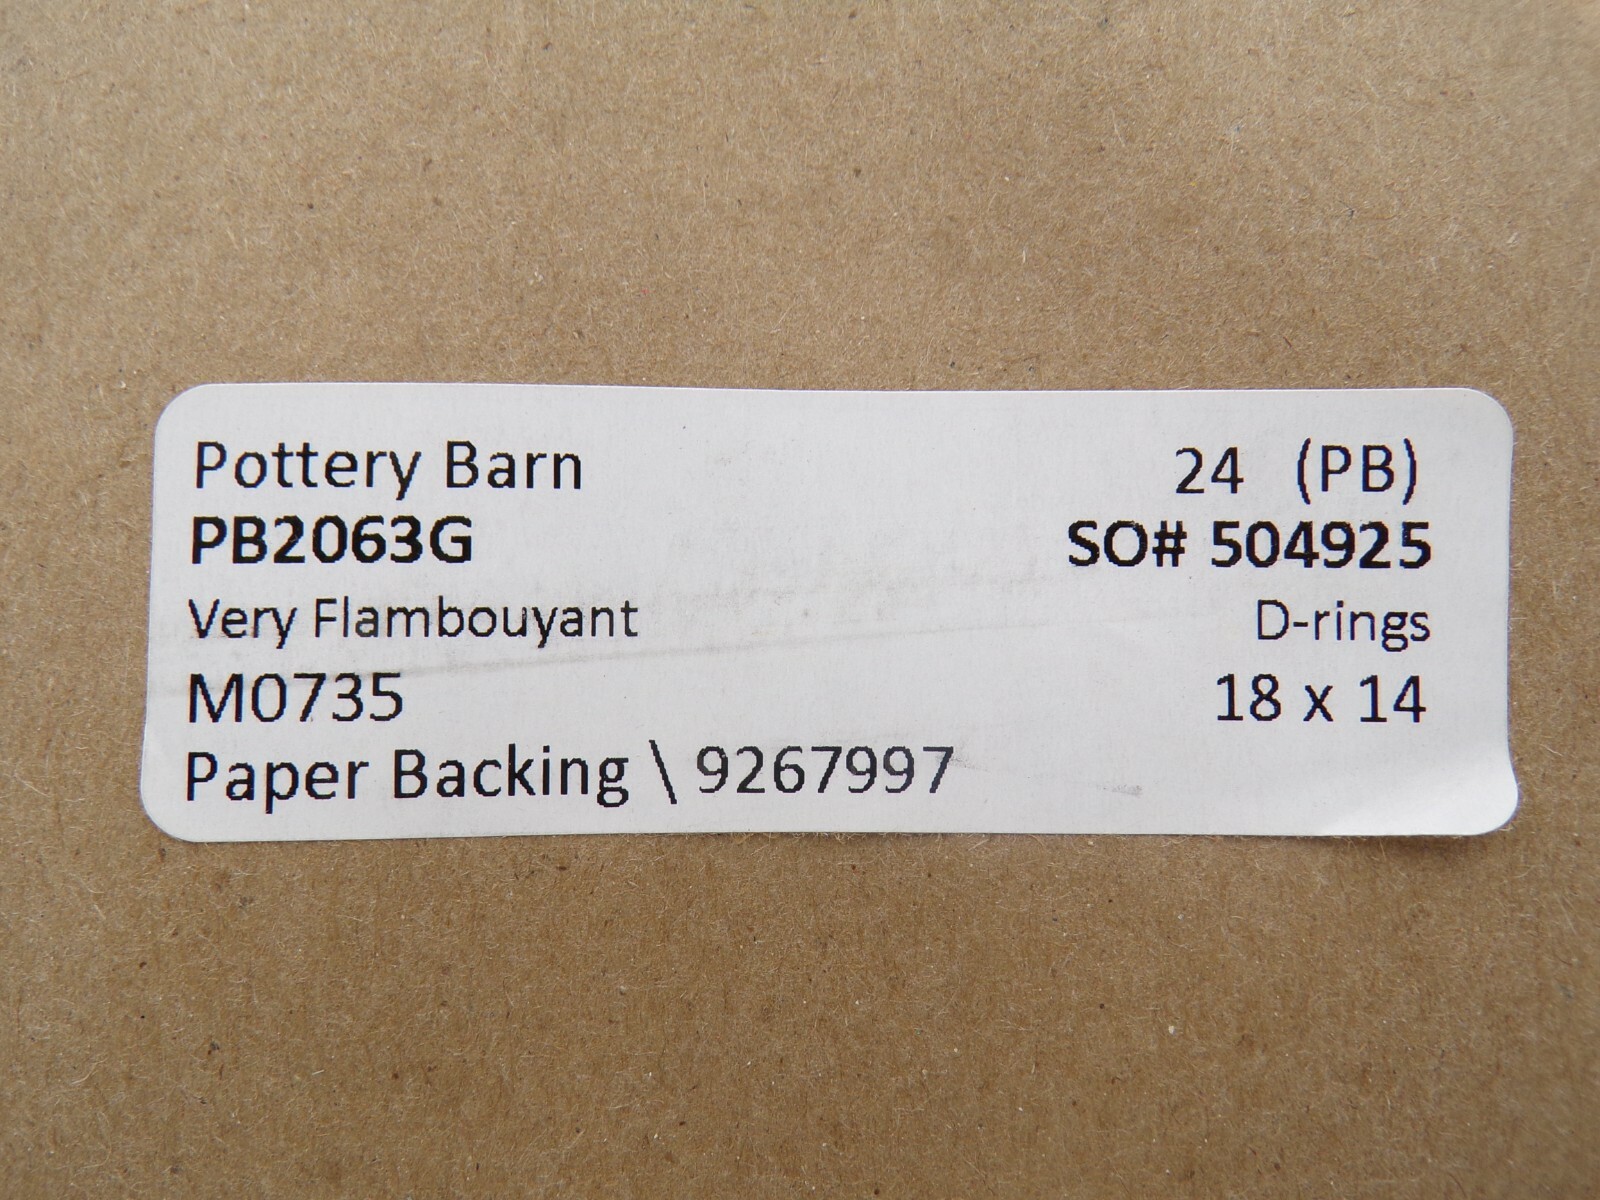 Pottery Barn 24 (PB)
PB2063G SO# 504925
Very Flambouyant D-rings
M0735 18 x 14
Paper Backing \ 9267997